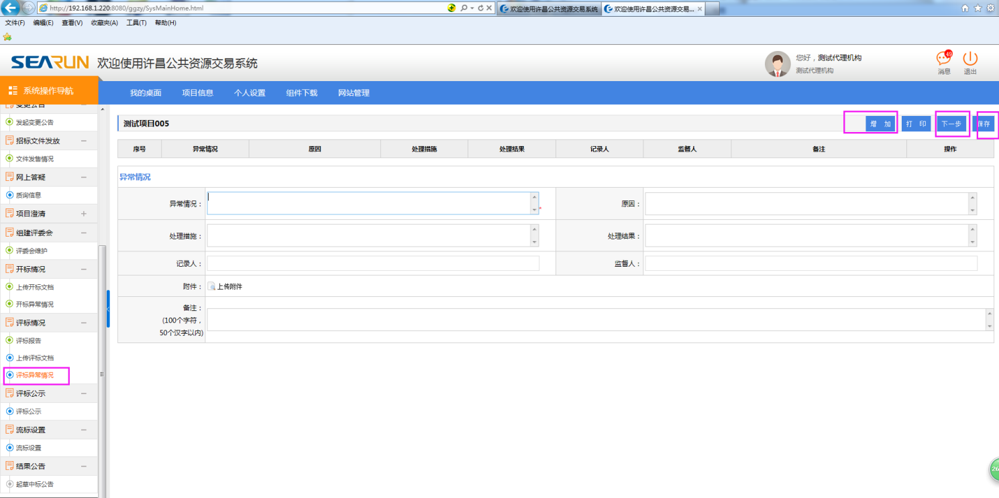 http://192.168.1.220:8080/ggzy/SysMainHome.html
欢迎使用许昌公共资源交易系统
欢迎使用许昌公共资源交易...
文件(F) 编辑(E) 查看(V) 收藏夹(A) 工具(T) 帮助(H)
SEARUN 欢迎使用许昌公共资源交易系统
您好，测试代理机构
测试代理机构
49
消息
退出
系统操作导航
我的桌面 项目信息 个人设置 组件下载 网站管理
变更公告
发起变更公告
招标文件发放
文件发售情况
网上答疑
质询信息
项目澄清
组建评委会
评委会维护
开标情况
上传开标文档
开标异常情况
评标情况
评标报告
上传评标文档
评标异常情况
评标公示
评标公示
流标设置
流标设置
结果公告
起草中标公告
测试项目005
增 加 打 印 下一步 保存
序号 异常情况 原因 处理措施 处理结果 记录人 监督人 备注 操作
异常情况
异常情况： * 原因：
处理措施： 处理结果：
记录人： 监督人：
附件： 上传附件
备注：
(100个字符，
50个汉字以内)